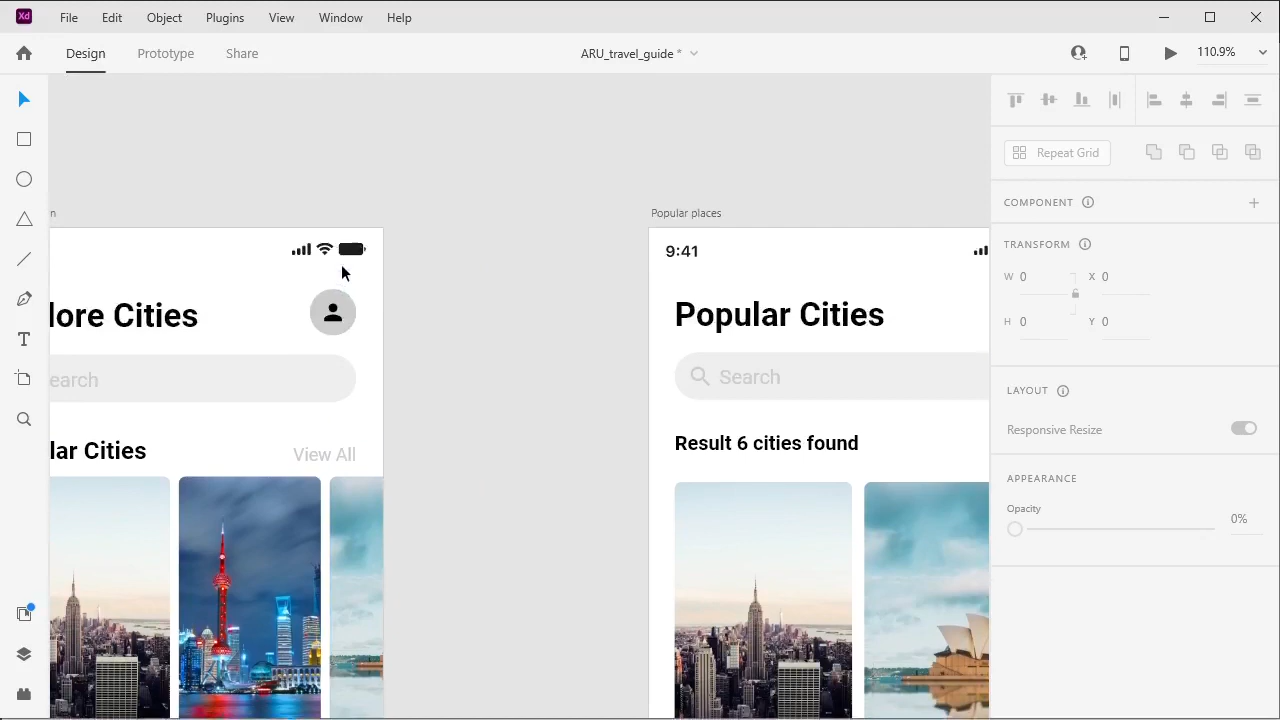 Xd File Edit Object Plugins View Window Help
Design Prototype Share ARU_travel_guide * 110.9%
Repeat Grid
COMPONENT
n Popular places
TRANSFORM
9:41
W 0 X 0
lore Cities Popular Cities
H 0 Y 0
earch Search
LAYOUT
Responsive Resize
lar Cities View All Result 6 cities found
APPEARANCE
Opacity
0%